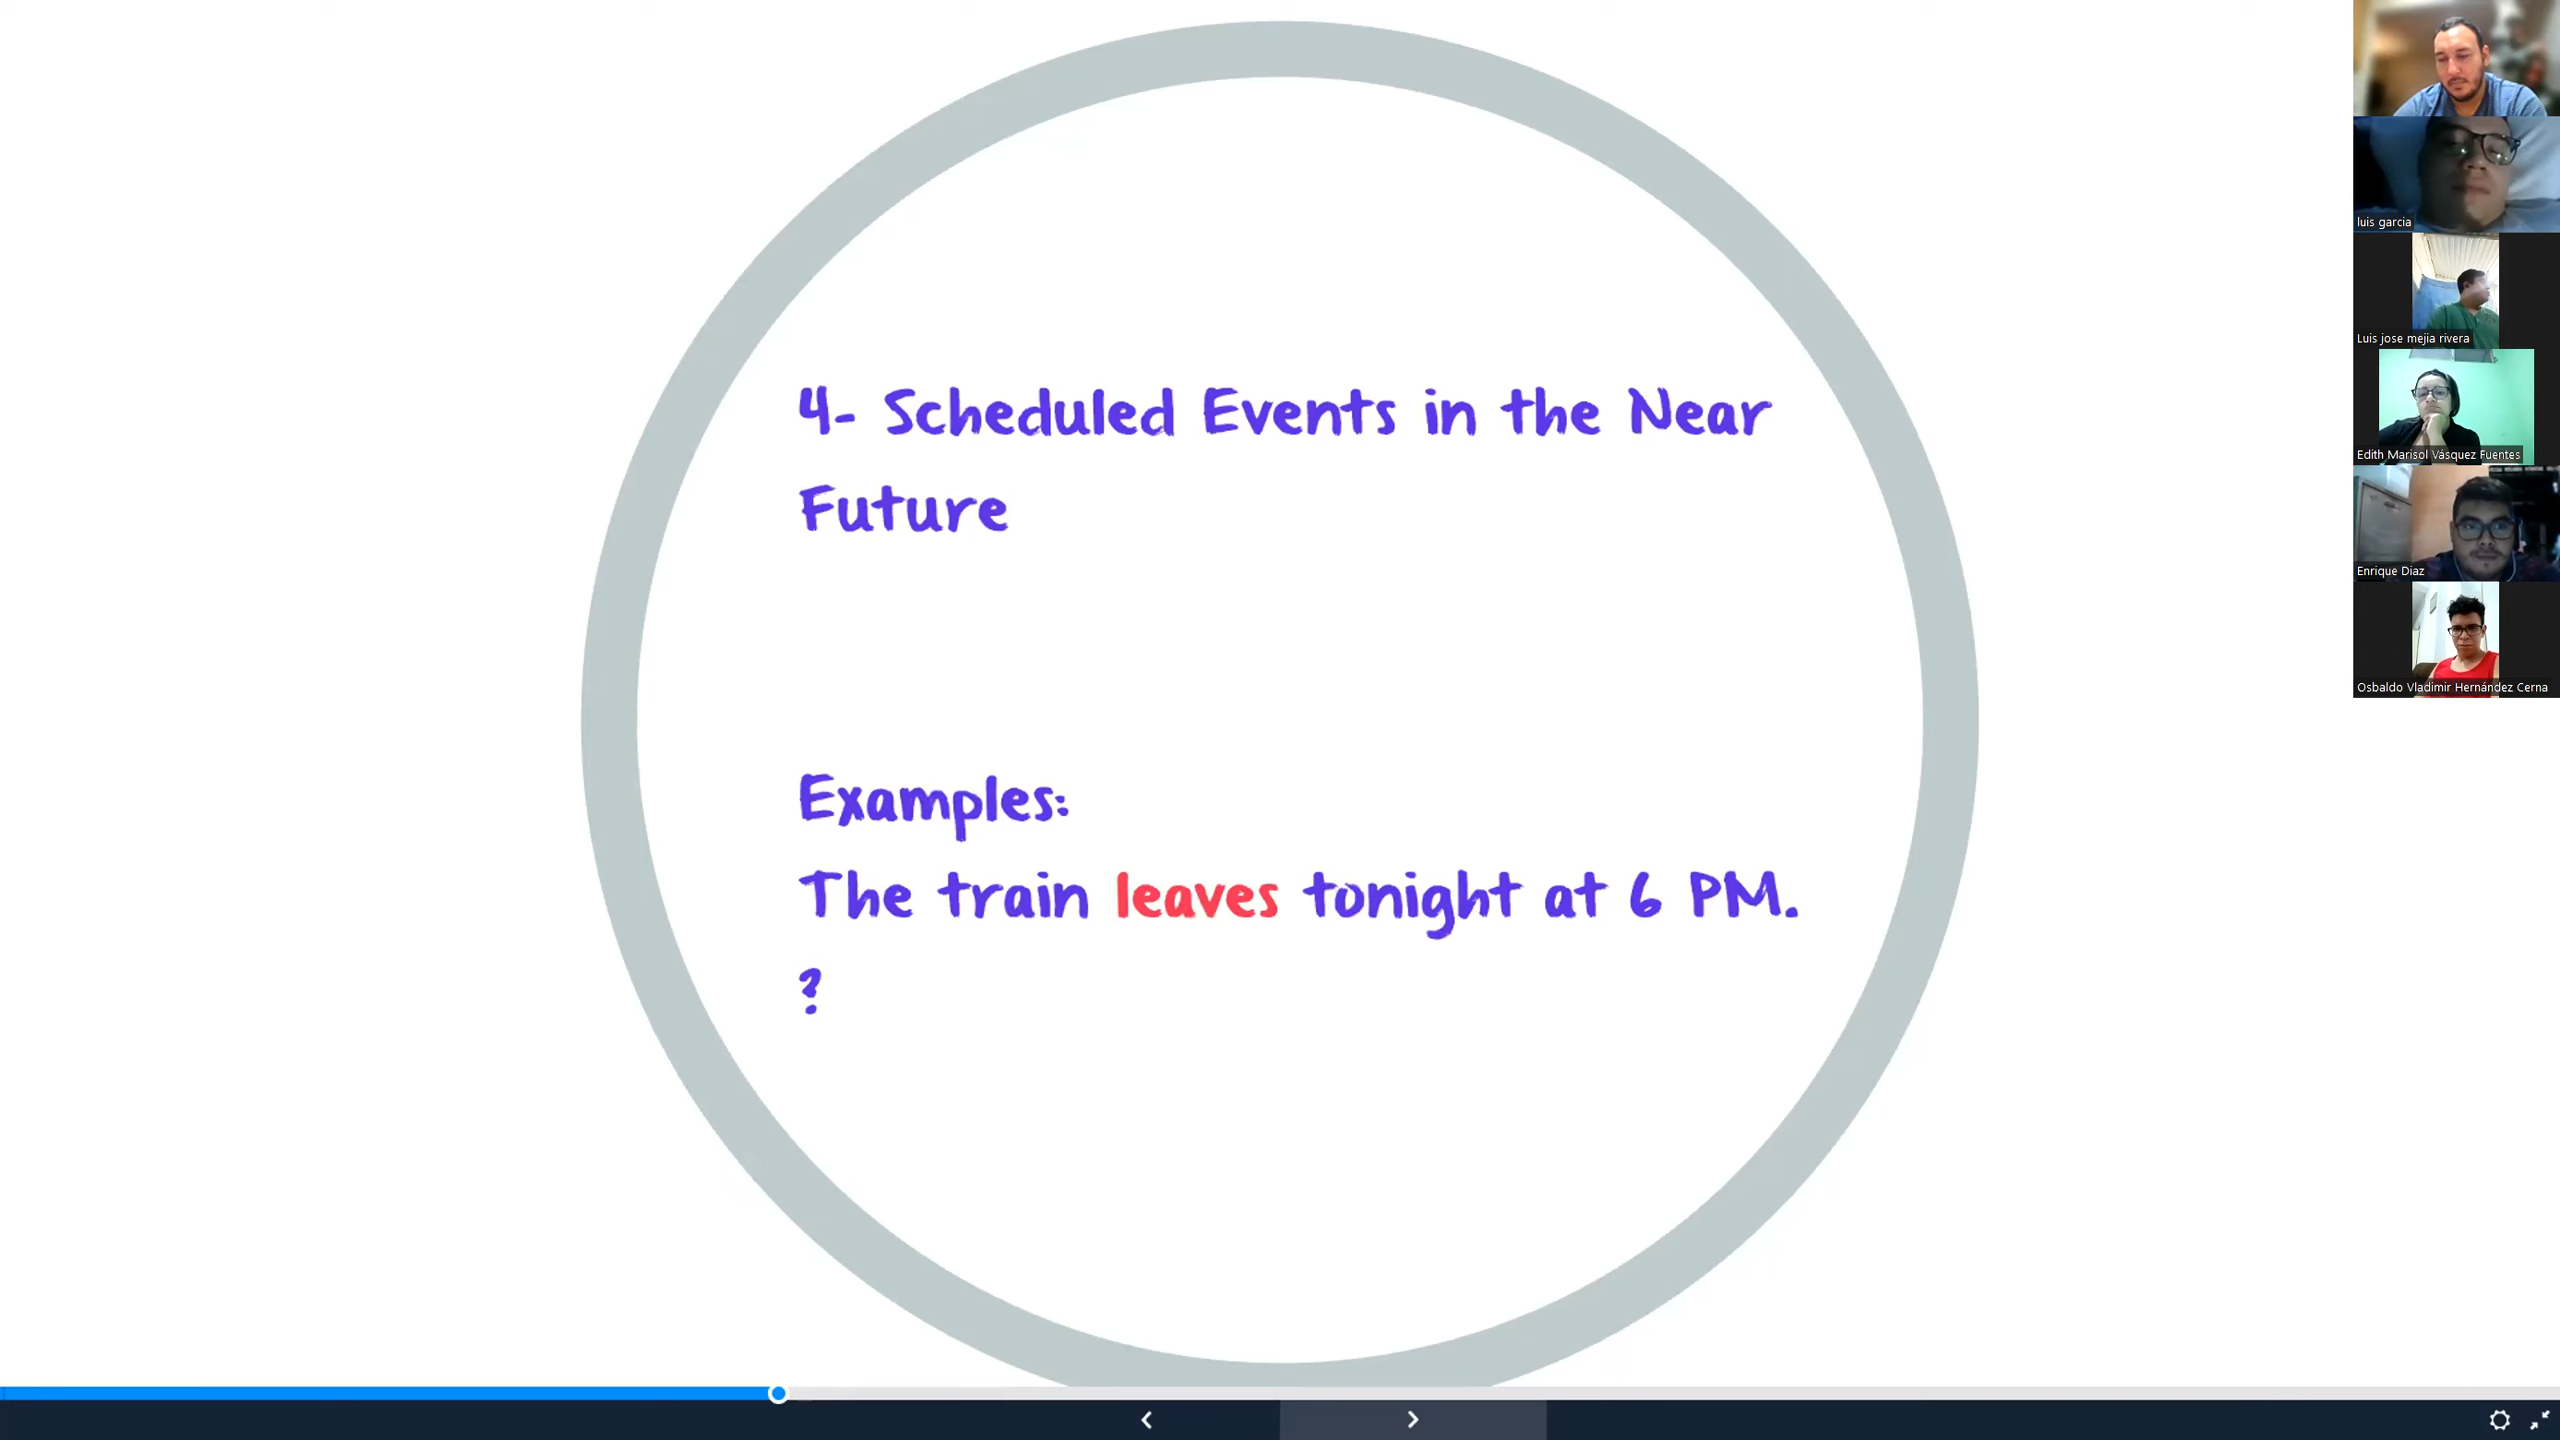 4- Scheduled Events in the Near
Future
Examples:
The train leaves tonight at 6 PM.
?
luis garcia
Luis jose mejia rivera
Edith Marisol Vásquez Fuentes
Enrique Diaz
Osbaldo Vladimir Hernández Cerna